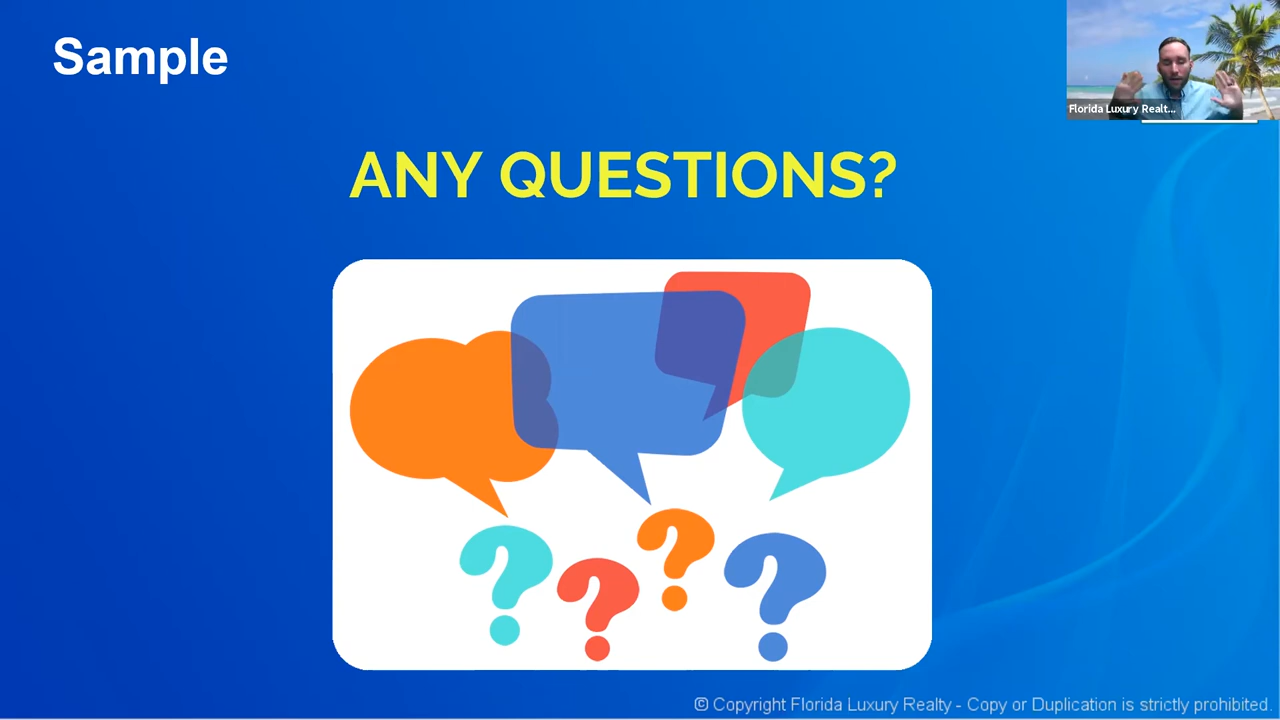 Sample
Florida Luxury Realt...
ANY QUESTIONS?
? ? ? ?
© Copyright Florida Luxury Realty - Copy or Duplication is strictly prohibited.